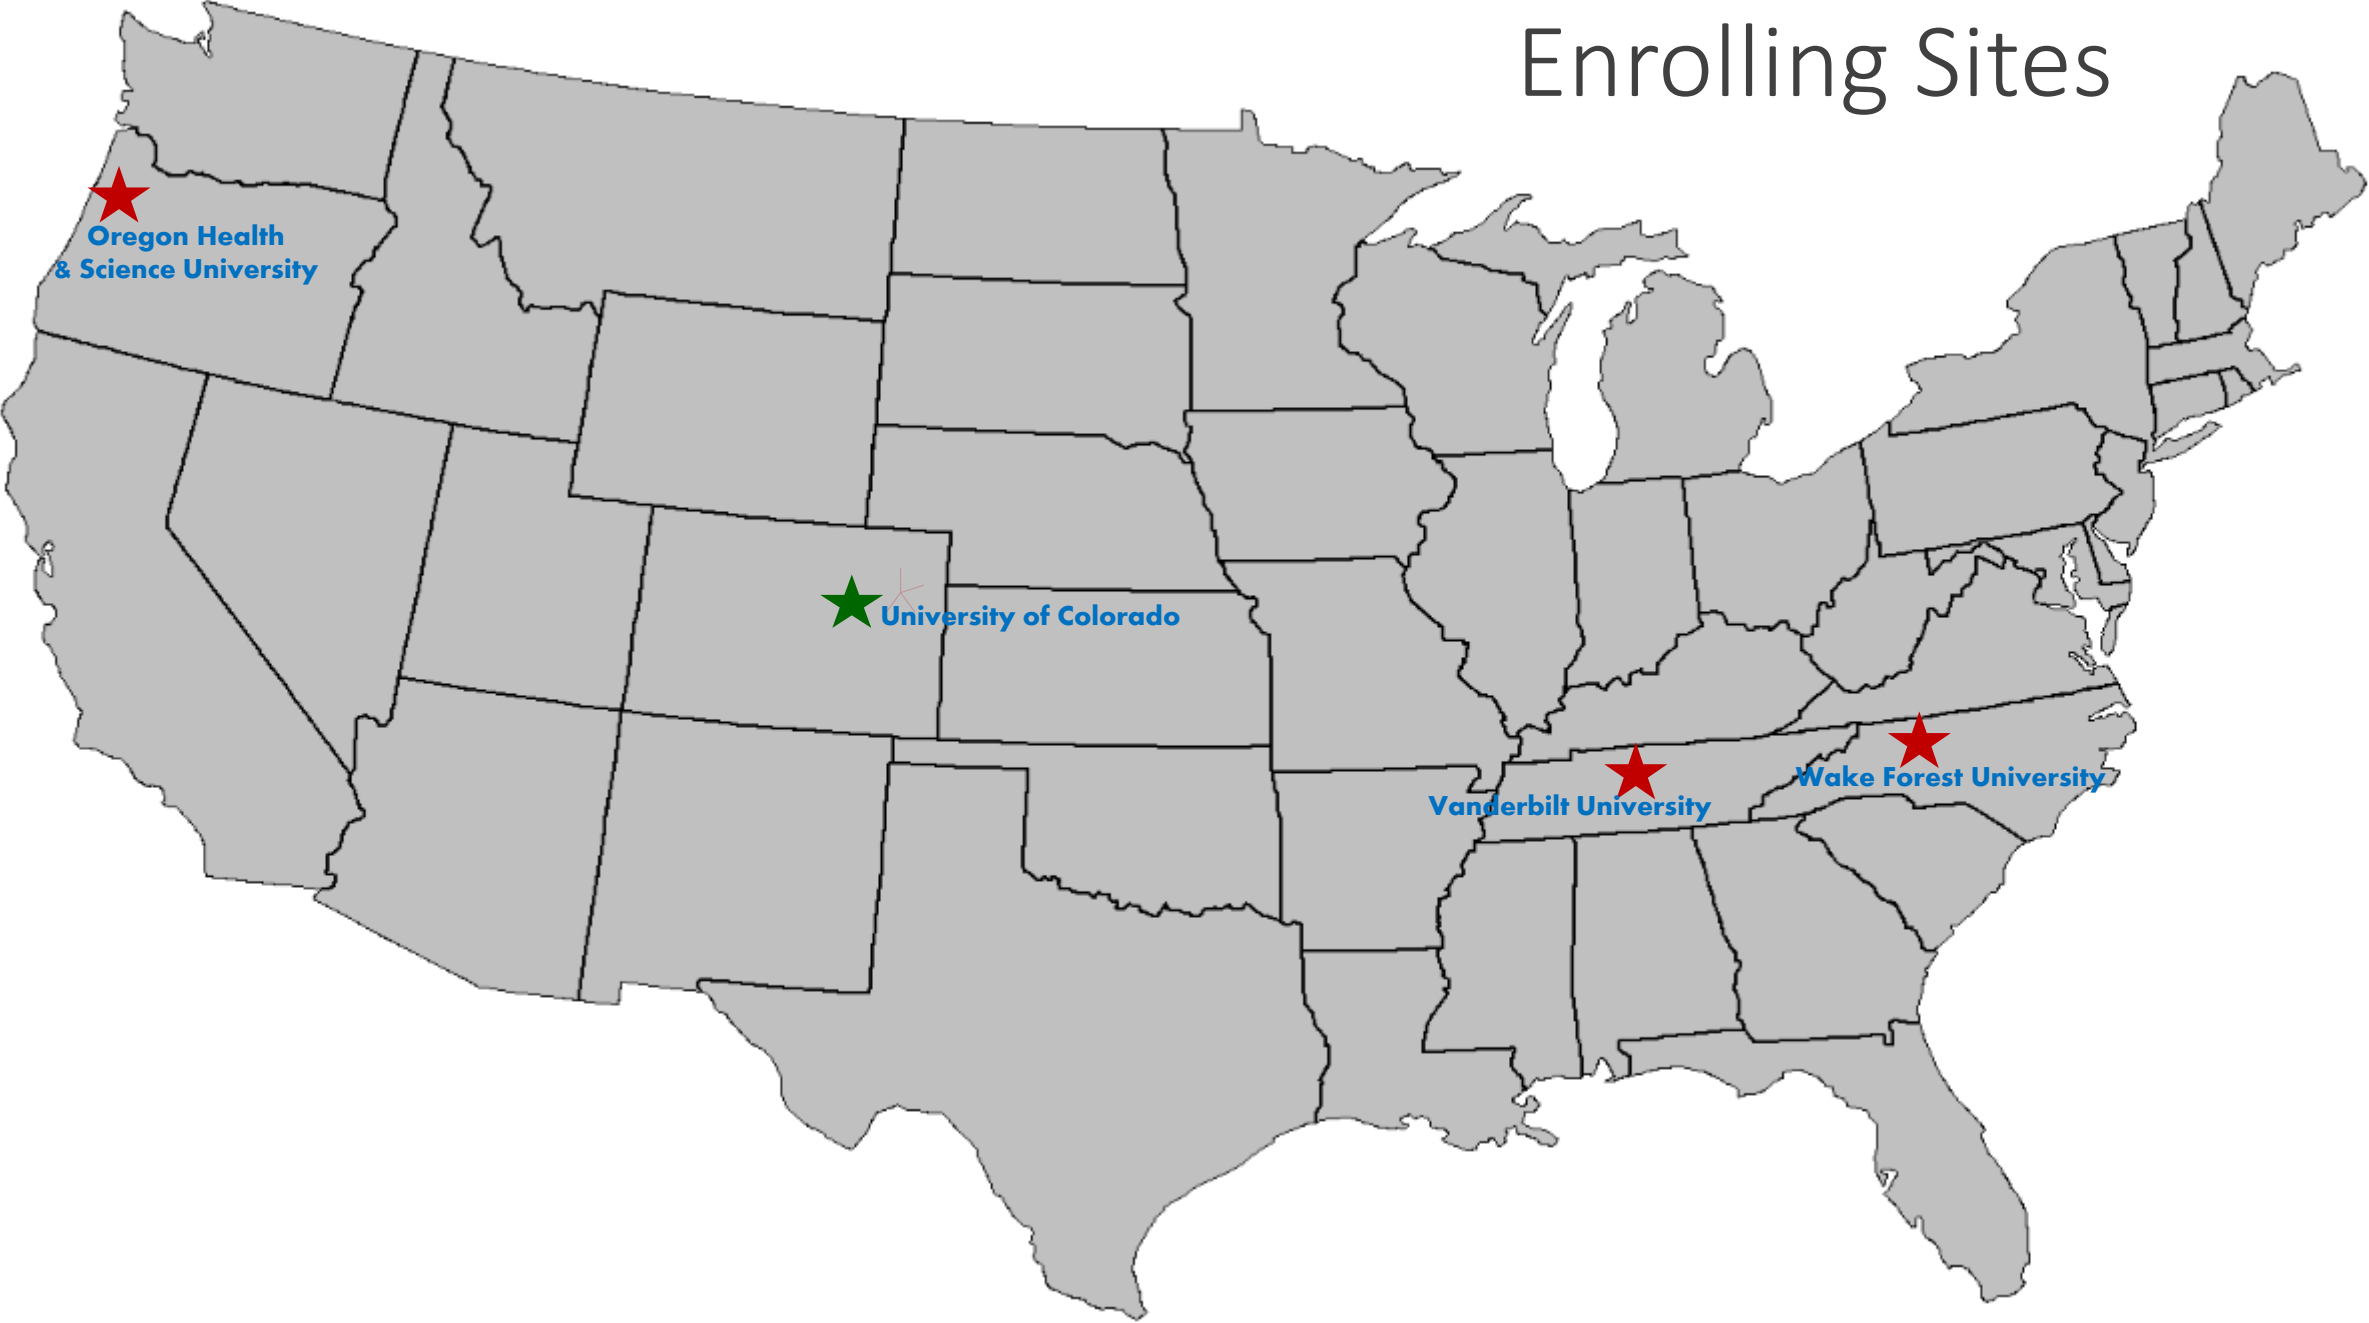 Enrolling Sites
Oregon Health
& Science University
University of Colorado
Wake Forest University
Vanderbilt University